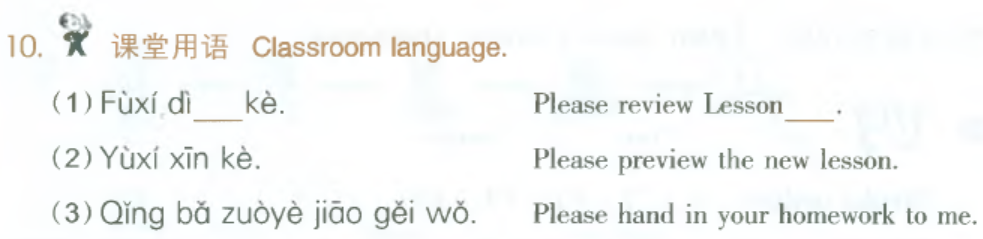 10. 课堂用语 Classroom language.
(1) Fùxí dì___kè. Please review Lesson___.
(2) Yùxí xīn kè. Please preview the new lesson.
(3) Qǐng bǎ zuòyè jiāo gěi wǒ. Please hand in your homework to me.